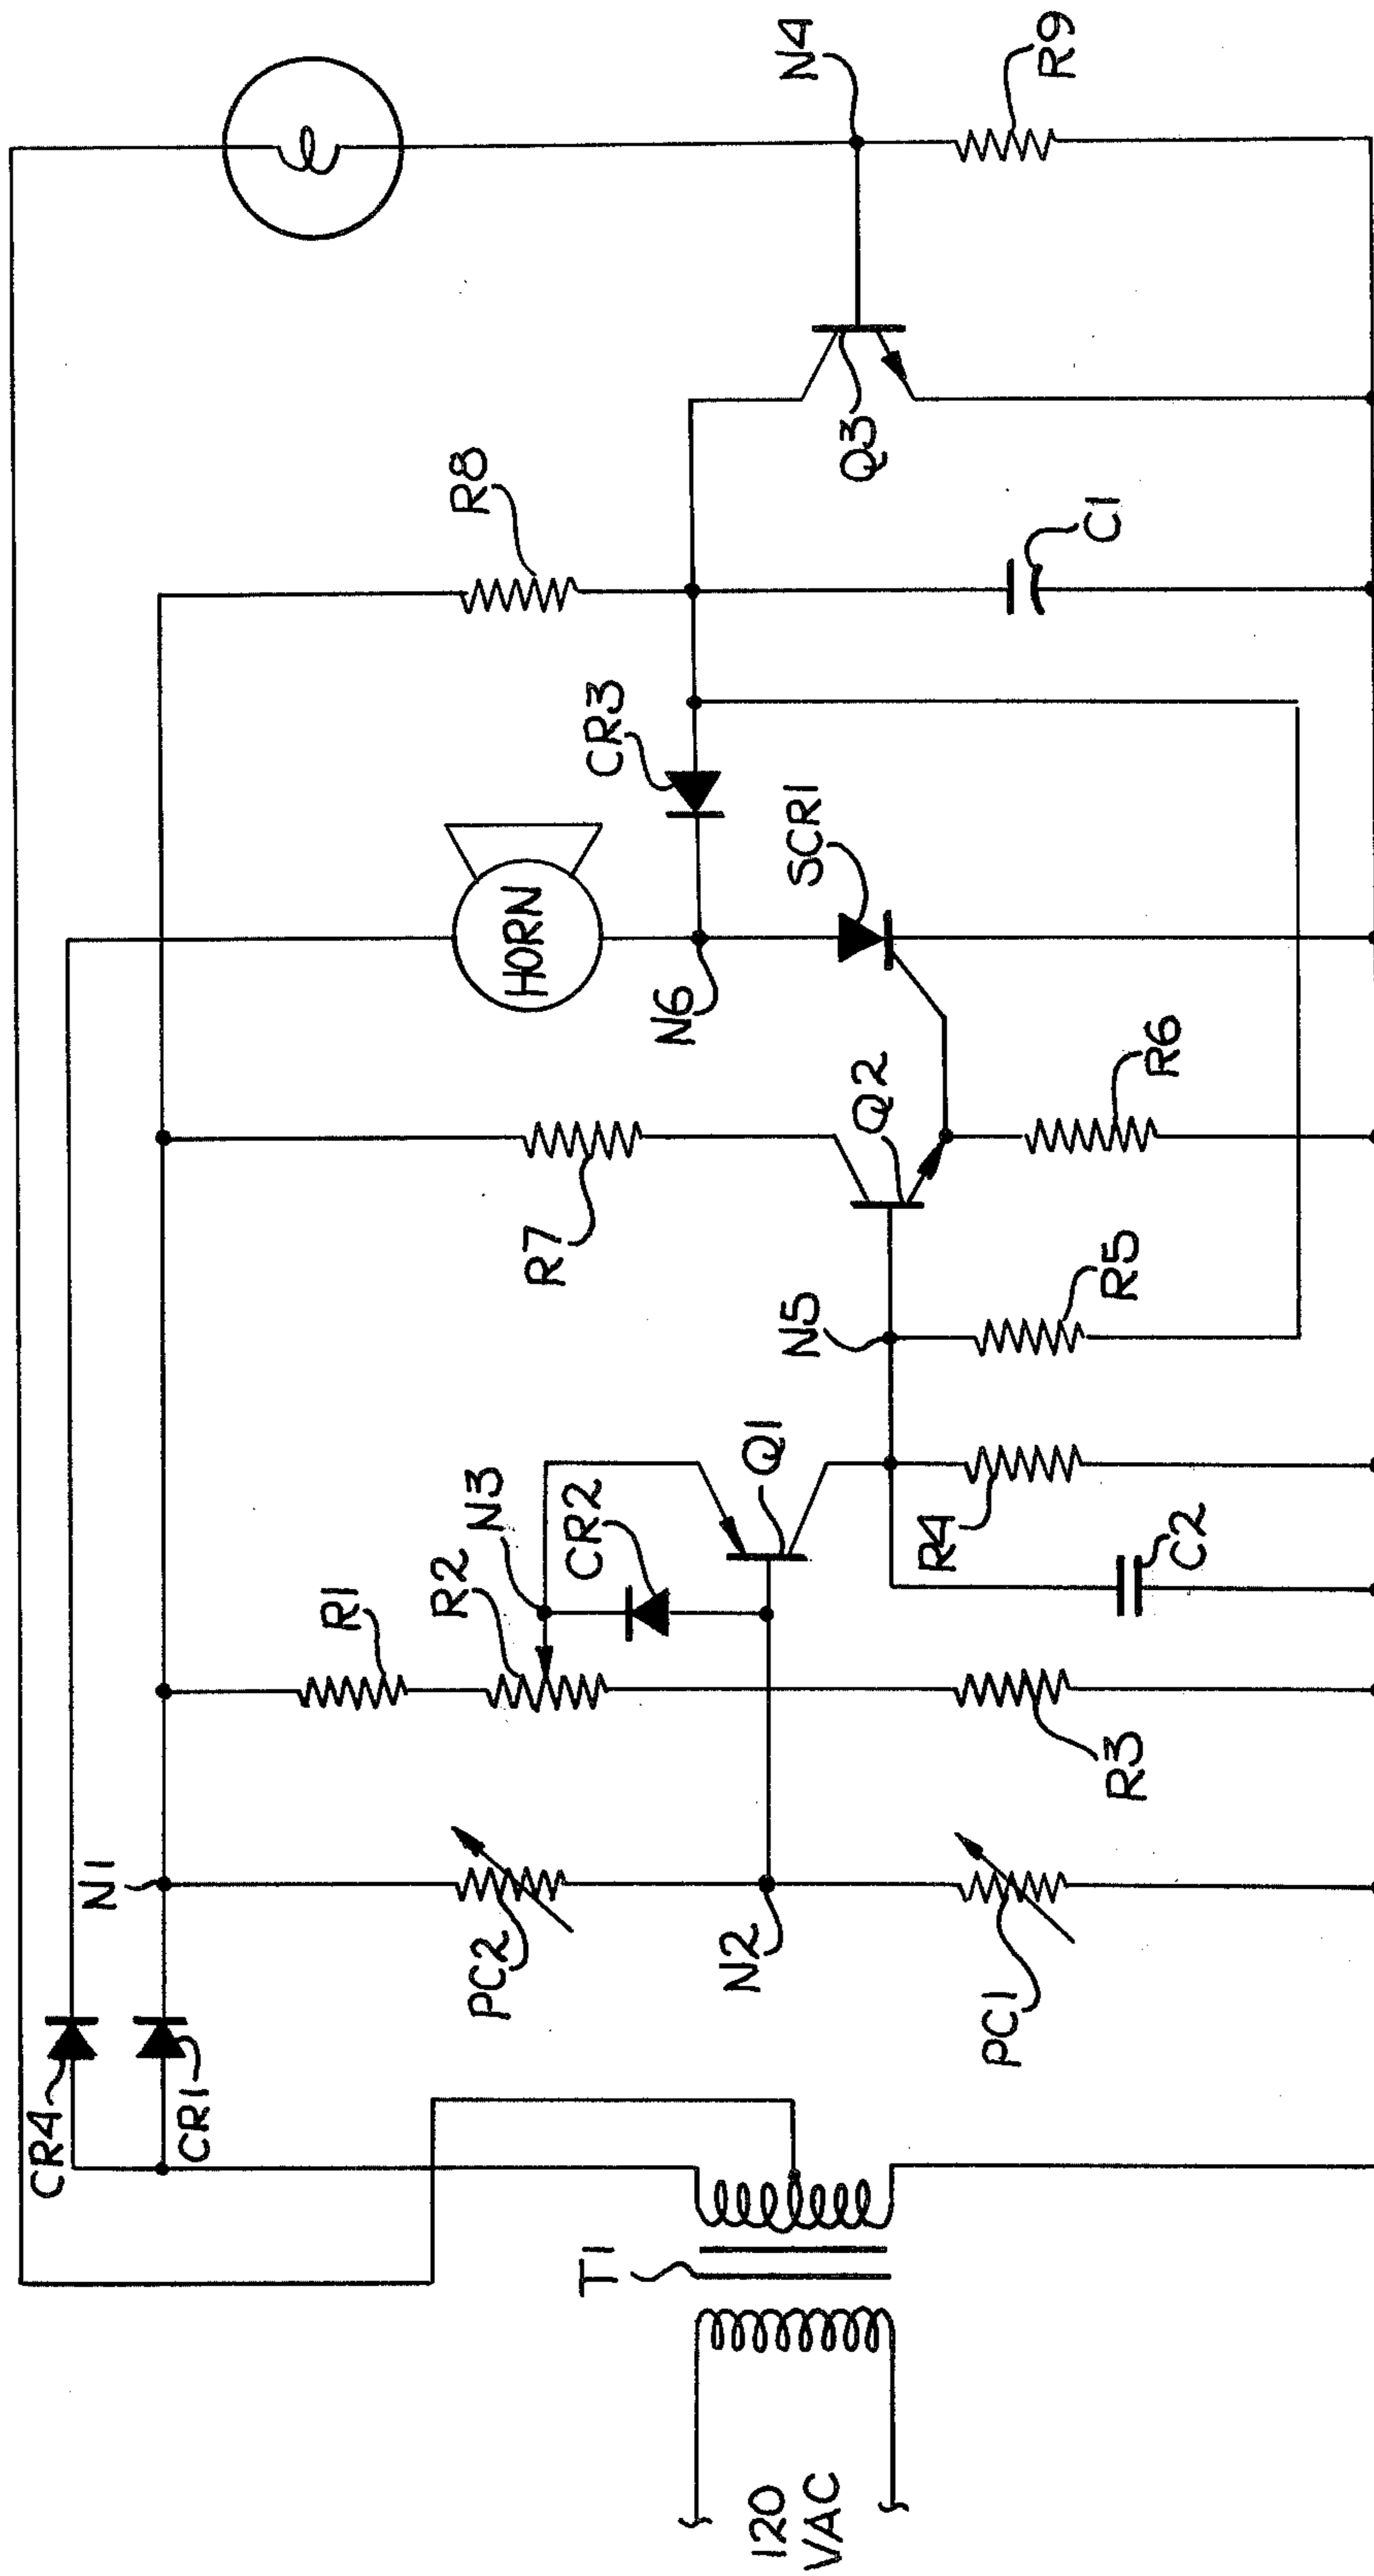 120
VAC
T1
CR4
CR1
N1
PC2
N2
PC1
R1
R2
N3
CR2
Q1
R3
R4
C2
N5
R5
R7
Q2
R6
HORN
N6
SCR1
CR3
R8
C1
Q3
N4
R9